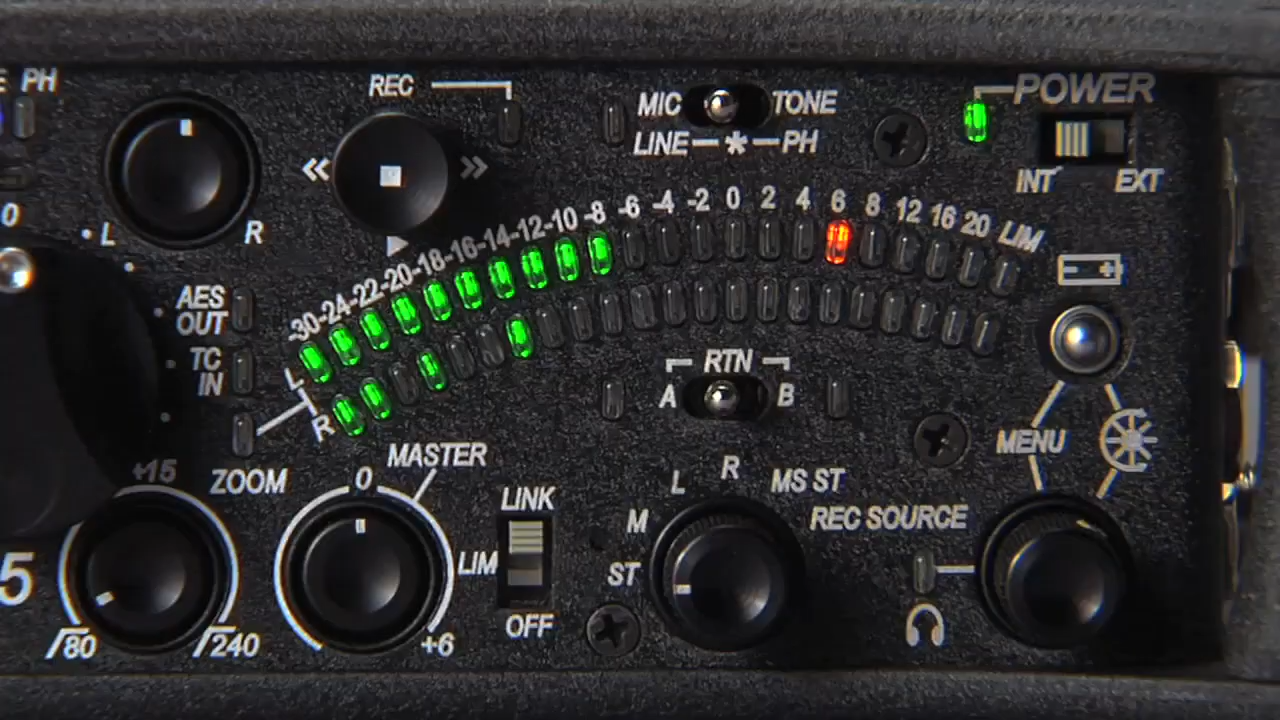 PH
REC
MIC
TONE
LINE — * — PH
POWER
INT
EXT
0
L
R
-30 -24 -22 -20 -18 -16 -14 -12 -10 -8 -6 -4 -2 0 2 4 6 8 12 16 20 LIM
AES
OUT
TC
IN
L
R
RTN
A
B
MENU
ZOOM
+15
0
MASTER
LINK
LIM
OFF
+6
80
240
5
L
R
MS ST
M
ST
REC SOURCE